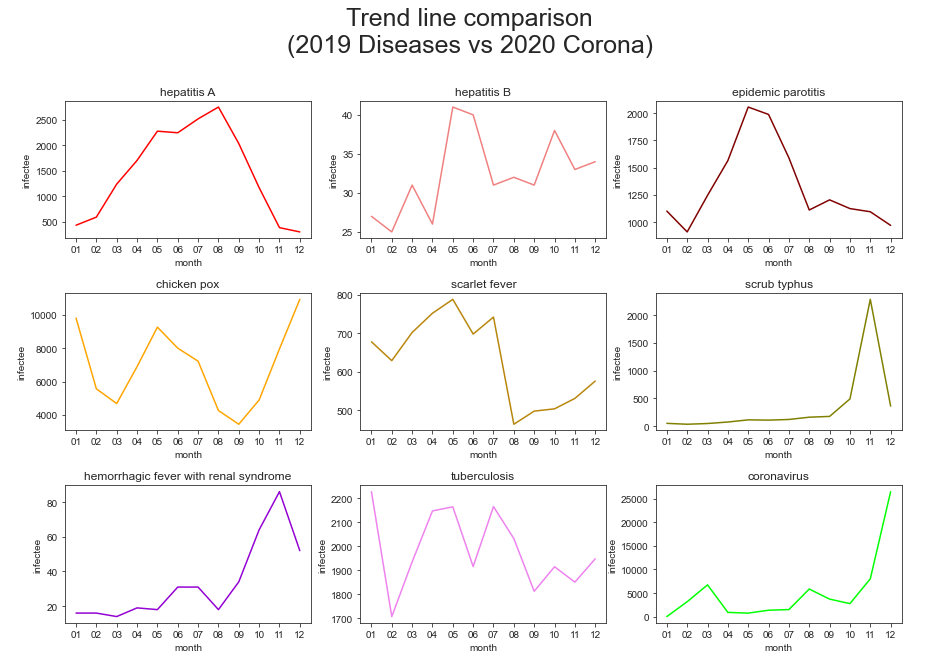 Trend line comparison
(2019 Diseases vs 2020 Corona)
hepatitis A
infectee
2500
2000
1500
1000
500
01 02 03 04 05 06 07 08 09 10 11 12
month
hepatitis B
infectee
40
35
30
25
01 02 03 04 05 06 07 08 09 10 11 12
month
epidemic parotitis
infectee
2000
1750
1500
1250
1000
01 02 03 04 05 06 07 08 09 10 11 12
month
chicken pox
infectee
10000
8000
6000
4000
01 02 03 04 05 06 07 08 09 10 11 12
month
scarlet fever
infectee
800
700
600
500
01 02 03 04 05 06 07 08 09 10 11 12
month
scrub typhus
infectee
2000
1500
1000
500
0
01 02 03 04 05 06 07 08 09 10 11 12
month
hemorrhagic fever with renal syndrome
infectee
80
60
40
20
01 02 03 04 05 06 07 08 09 10 11 12
month
tuberculosis
infectee
2200
2100
2000
1900
1800
1700
01 02 03 04 05 06 07 08 09 10 11 12
month
coronavirus
infectee
25000
20000
15000
10000
5000
0
01 02 03 04 05 06 07 08 09 10 11 12
month